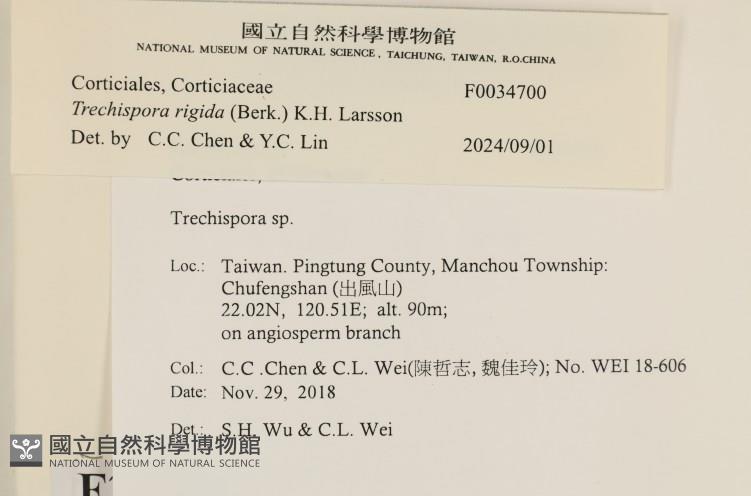 國立自然科學博物館
NATIONAL MUSEUM OF NATURAL SCIENCE, TAICHUNG, TAIWAN, R.O.CHINA
Corticiales, Corticiaceae F0034700
Trechispora rigida (Berk.) K.H. Larsson
Det. by C.C. Chen & Y.C. Lin 2024/09/01
Trechispora sp.
Loc.: Taiwan. Pingtung County, Manchou Township:
Chufengshan (出風山)
22.02N, 120.51E; alt. 90m;
on angiosperm branch
Col.: C.C .Chen & C.L. Wei(陳哲志, 魏佳玲); No. WEI 18-606
Date: Nov. 29, 2018
Det.: S.H. Wu & C.L. Wei
國立自然科學博物館
NATIONAL MUSEUM OF NATURAL SCIENCE